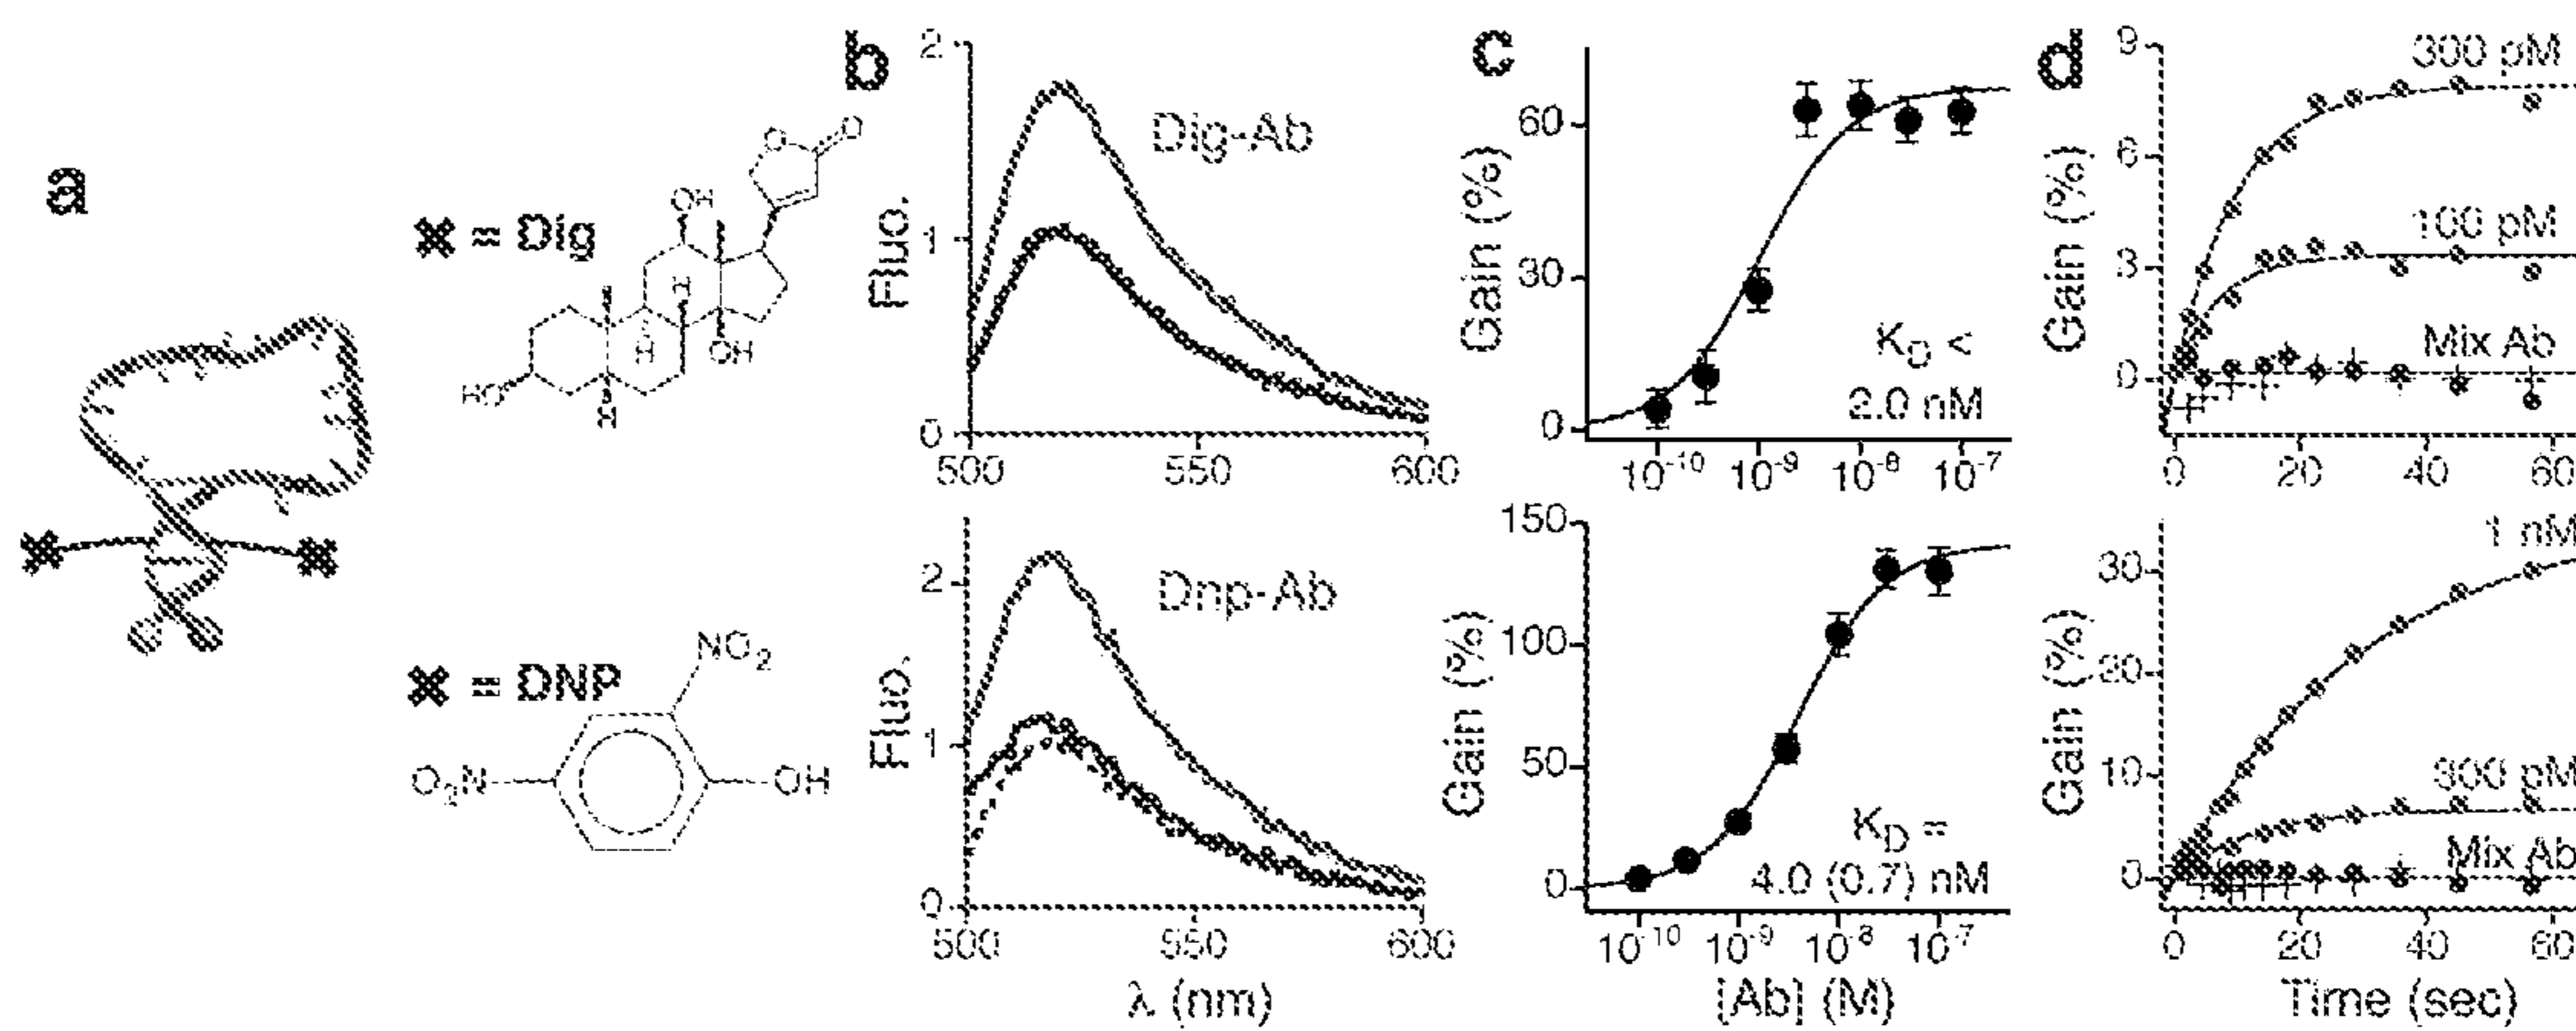 a
✖ = Dig
O
O
OH
H
H
OH
HO
H
✖ = DNP
NO₂
O₂N
OH
b
2
1
0
Fluo.
Dig-Ab
500 550 600
2
1
0
Fluo.
Dnp-Ab
500 550 600
λ (nm)
c
60
30
0
Gain (%)
K_D <
2.0 nM
10⁻¹⁰ 10⁻⁹ 10⁻⁸ 10⁻⁷
150
100
50
0
Gain (%)
K_D =
4.0 (0.7) nM
10⁻¹⁰ 10⁻⁹ 10⁻⁸ 10⁻⁷
[Ab] (M)
d
9
6
3
0
Gain (%)
300 pM
100 pM
Mix Ab
0 20 40 60
30
20
10
0
Gain (%)
1 nM
300 pM
Mix Ab
0 20 40 60
Time (sec)